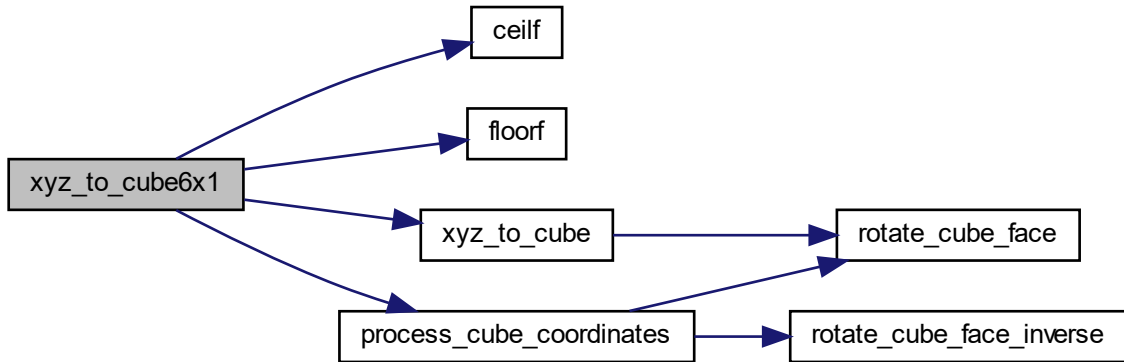 ceilf
floorf
xyz_to_cube6x1
xyz_to_cube
rotate_cube_face
process_cube_coordinates
rotate_cube_face_inverse